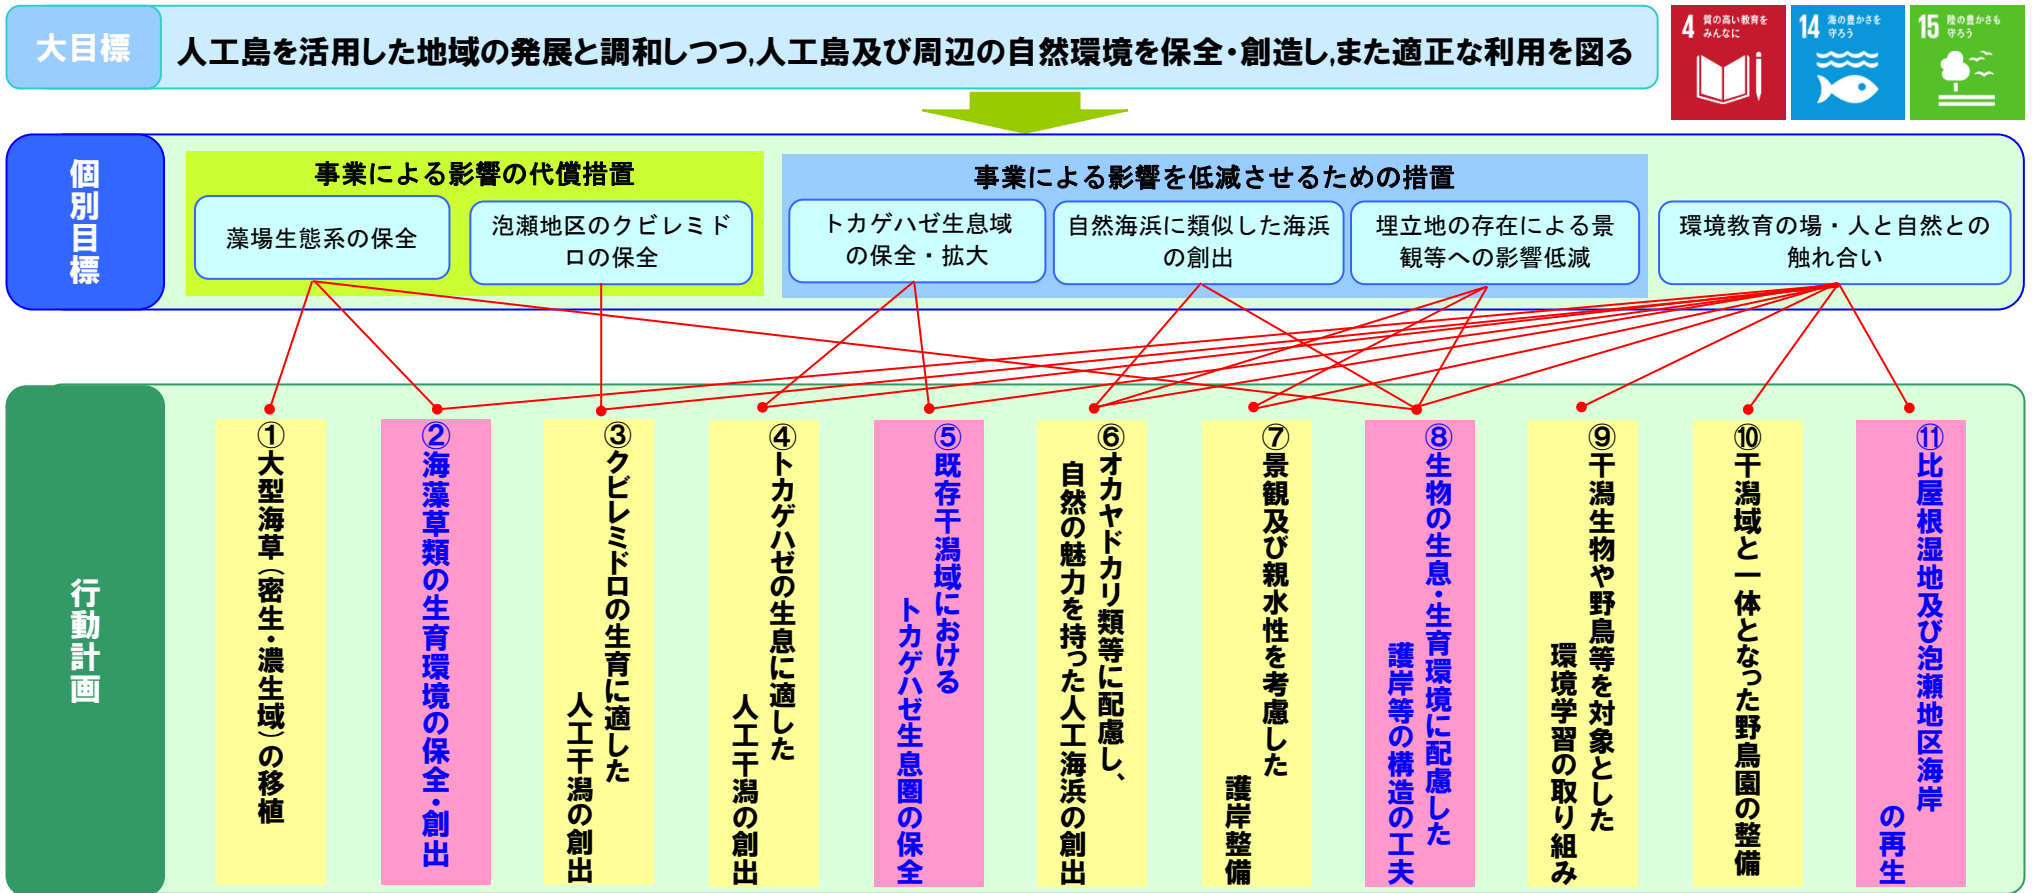 大目標
人工島を活用した地域の発展と調和しつつ,人工島及び周辺の自然環境を保全・創造し,また適正な利用を図る
4 質の高い教育を
みんなに
14 海の豊かさを
守ろう
15 陸の豊かさも
守ろう
個別目標
事業による影響の代償措置
藻場生態系の保全
泡瀬地区のクビレミド
ロの保全
事業による影響を低減させるための措置
トカゲハゼ生息域
の保全・拡大
自然海浜に類似した海浜
の創出
埋立地の存在による景
観等への影響低減
環境教育の場・人と自然との
触れ合い
行動計画
①大型海草(密生・濃生域)の移植
②海藻草類の生育環境の保全・創出
③クビレミドロの生育に適した
人工干潟の創出
④トカゲハゼの生息に適した
人工干潟の創出
⑤既存干潟域における
トカゲハゼ生息圏の保全
⑥オカヤドカリ類等に配慮し、
自然の魅力を持った人工海浜の創出
⑦景観及び親水性を考慮した
護岸整備
⑧生物の生息・生育環境に配慮した
護岸等の構造の工夫
⑨干潟生物や野鳥等を対象とした
環境学習の取り組み
⑩干潟域と一体となった野鳥園の整備
⑪比屋根湿地及び泡瀬地区海岸
の再生